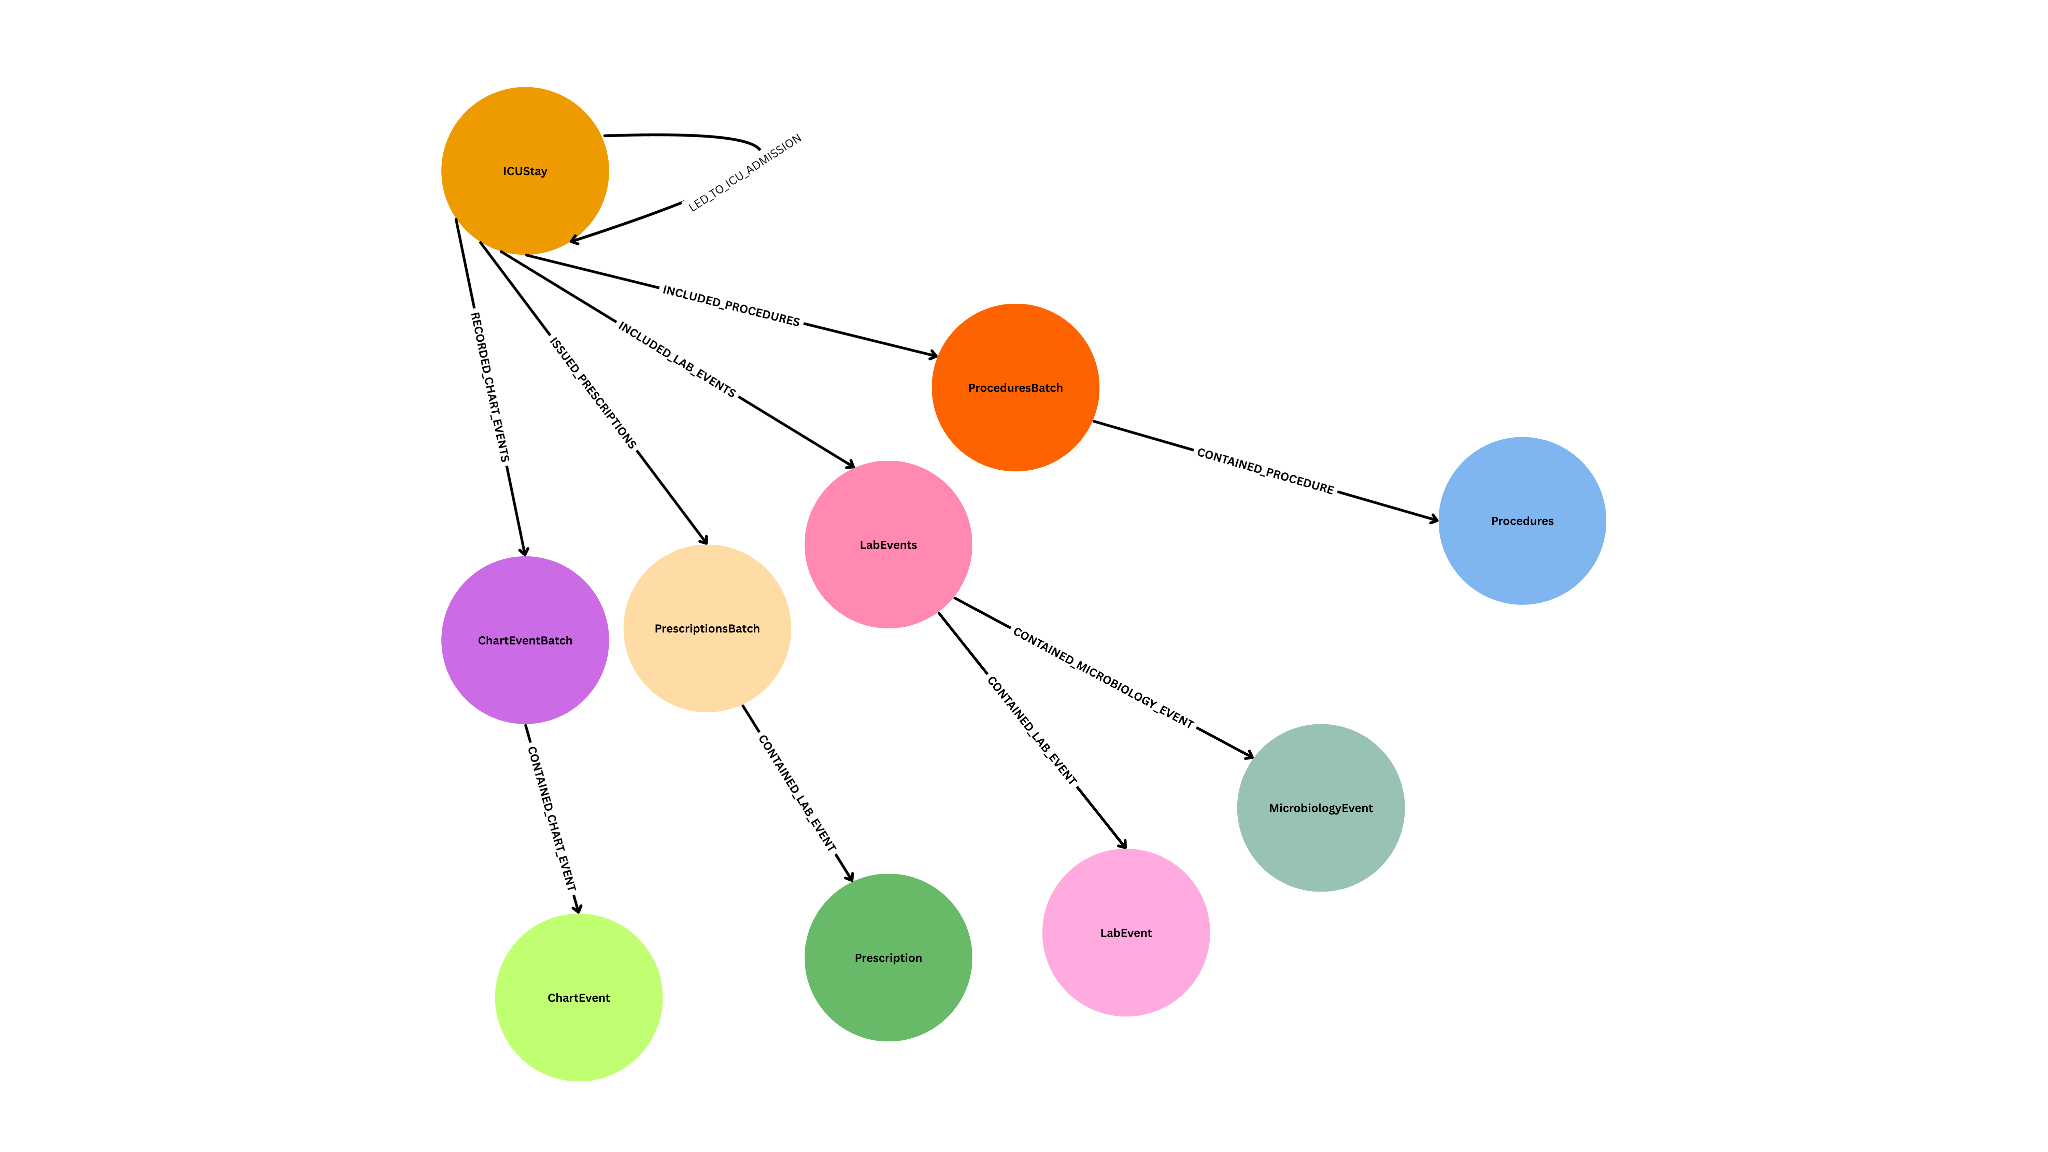 ICUStay
LED_TO_ICU_ADMISSION
INCLUDED_PROCEDURES
INCLUDED_LAB_EVENTS
ISSUED_PRESCRIPTIONS
RECORDED_CHART_EVENTS
ProceduresBatch
CONTAINED_PROCEDURE
Procedures
LabEvents
PrescriptionsBatch
ChartEventBatch
CONTAINED_MICROBIOLOGY_EVENT
CONTAINED_LAB_EVENT
CONTAINED_LAB_EVENT
CONTAINED_CHART_EVENT
MicrobiologyEvent
LabEvent
Prescription
ChartEvent